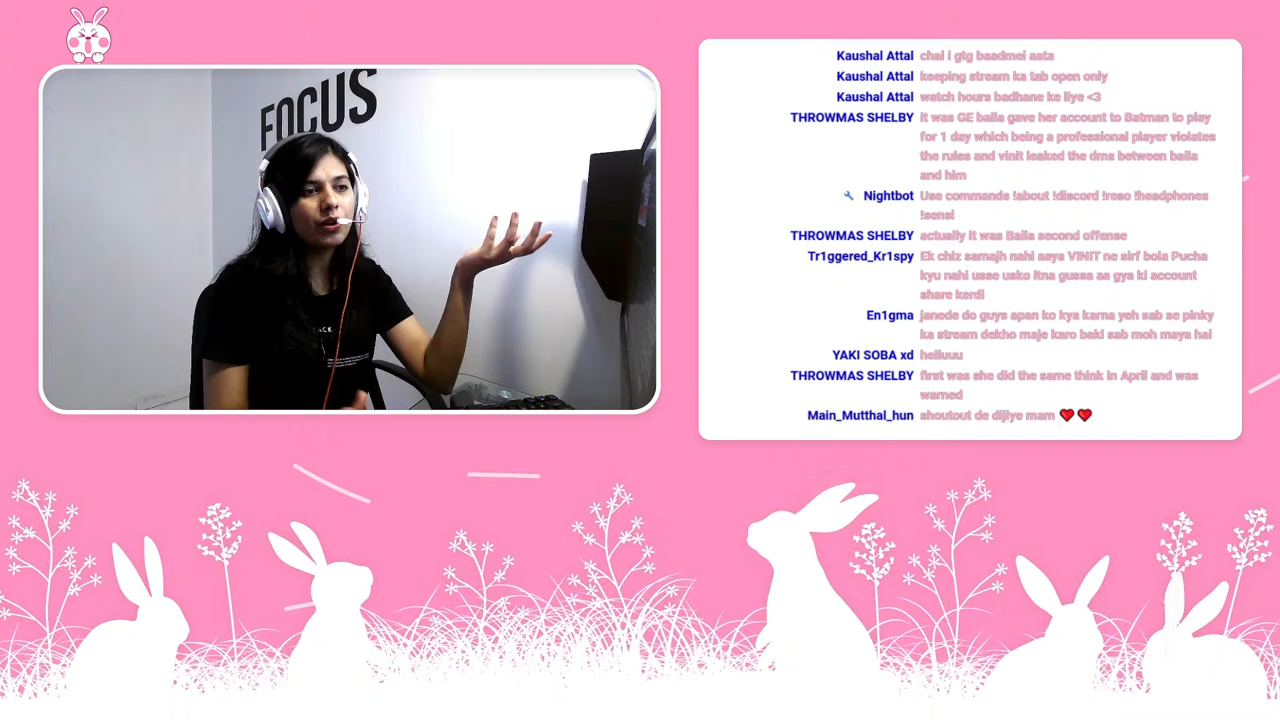 FOCUS
ACK
Kaushal Attal chal i gtg baadmei aata
Kaushal Attal keeping stream ka tab open only
Kaushal Attal watch hours badhane ke liye <3
THROWMAS SHELBY it was GE baila gave her account to Batman to play
for 1 day which being a professional player violates
the rules and vinit leaked the dms between baila
and him
Nightbot Use commands !about !discord !reso !headphones
!sensi
THROWMAS SHELBY actually it was Baila second offense
Tr1ggered_Kr1spy Ek chiz samajh nahi aaya VINIT ne sirf bola Pucha
kyu nahi usse usko itna gussa aa gya ki account
share kerdi
En1gma janede do guys apan ko kya karna yeh sab se pinky
ka stream dekho maje karo baki sab moh maya hai
YAKI SOBA xd helluuu
THROWMAS SHELBY first was she did the same think in April and was
warned
Main_Mutthal_hun shoutout de dijiye mam ❤️❤️